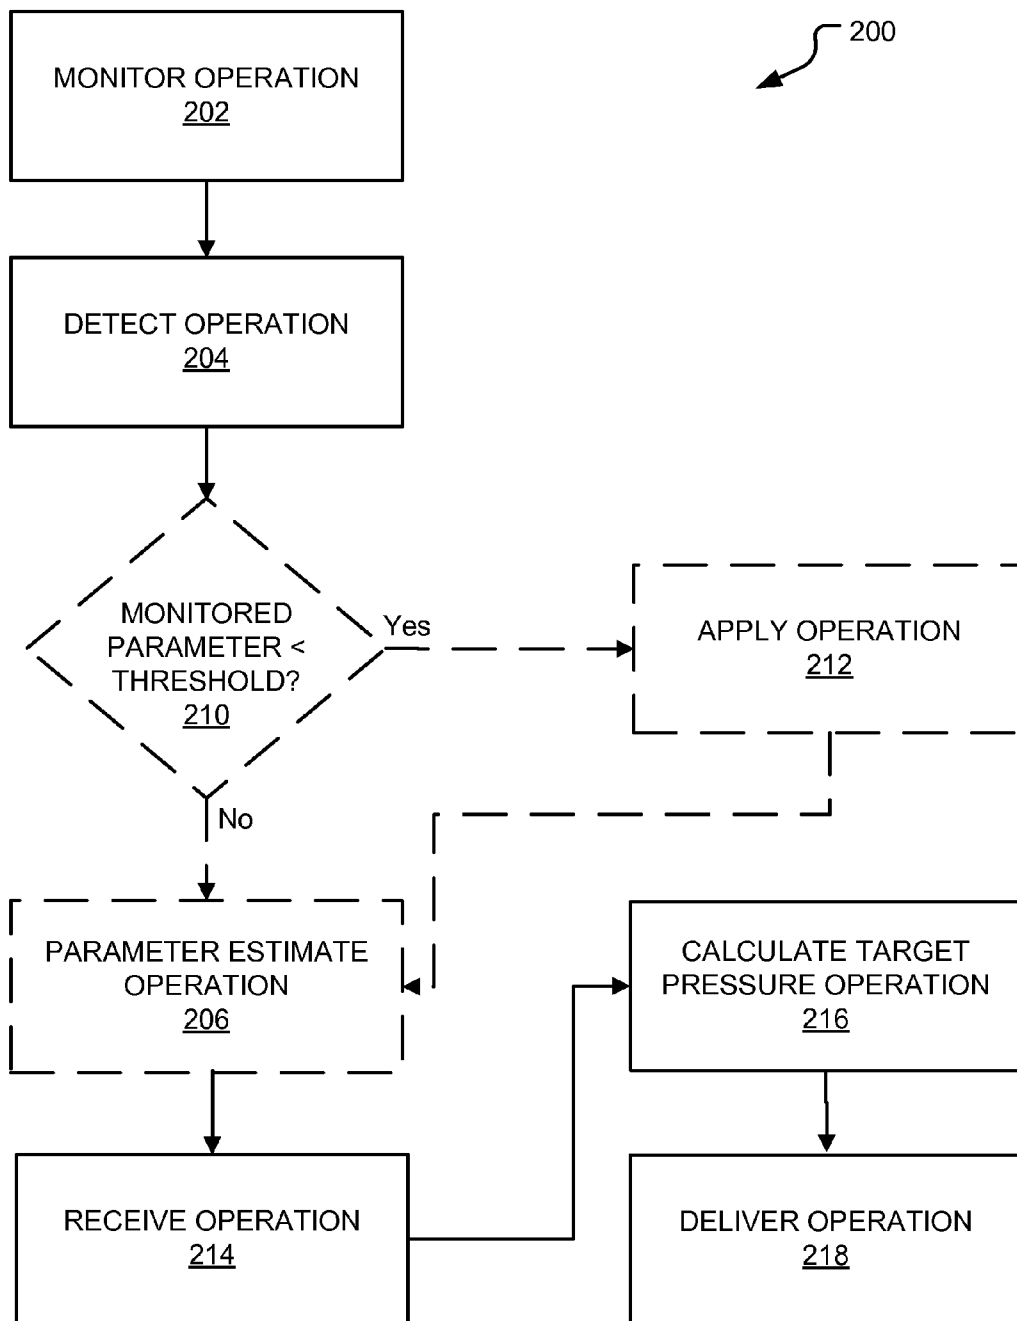 200
MONITOR OPERATION
202
DETECT OPERATION
204
MONITORED
PARAMETER <
THRESHOLD?
210
Yes
APPLY OPERATION
212
No
PARAMETER ESTIMATE
OPERATION
206
CALCULATE TARGET
PRESSURE OPERATION
216
RECEIVE OPERATION
214
DELIVER OPERATION
218